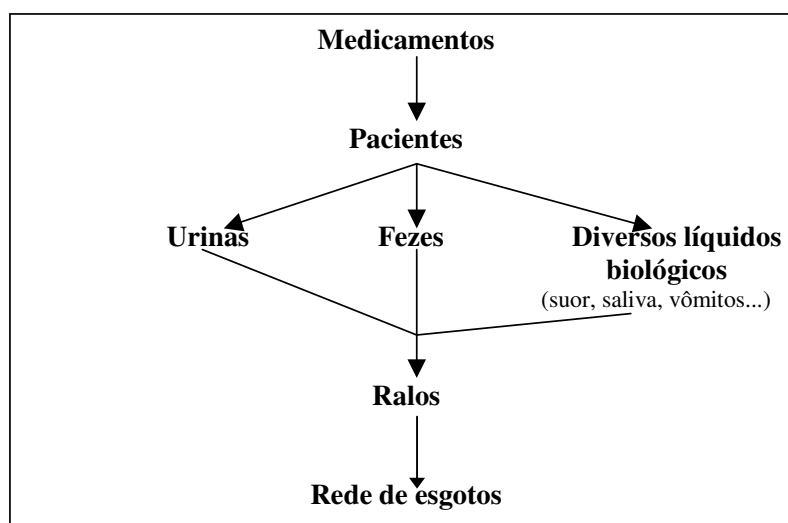 Medicamentos
Pacientes
Urinas
Fezes
Diversos líquidos
biológicos
(suor, saliva, vômitos...)
Ralos
Rede de esgotos